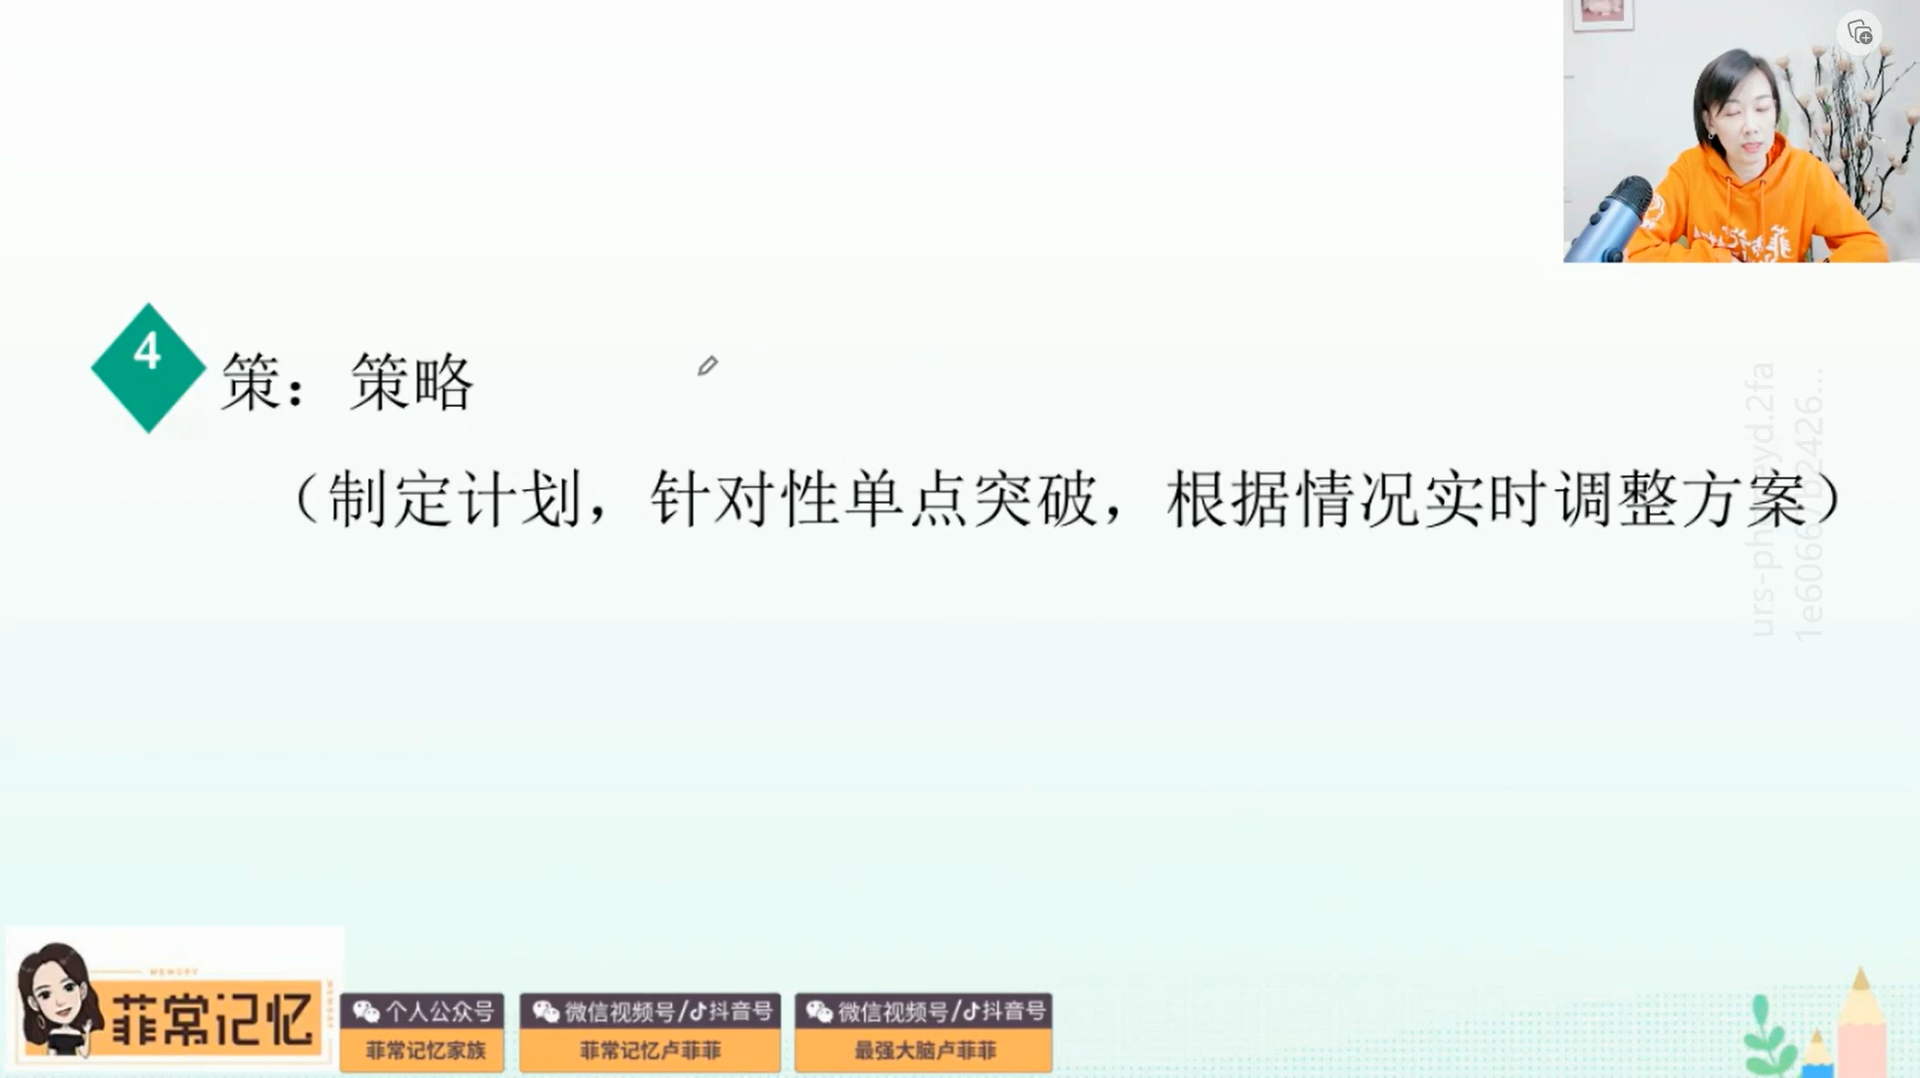 4
策：策略
（制定计划，针对性单点突破，根据情况实时调整方案）
MEMORY
菲常记忆
个人公众号
菲常记忆家族
微信视频号/抖音号
菲常记忆卢菲菲
微信视频号/抖音号
最强大脑卢菲菲